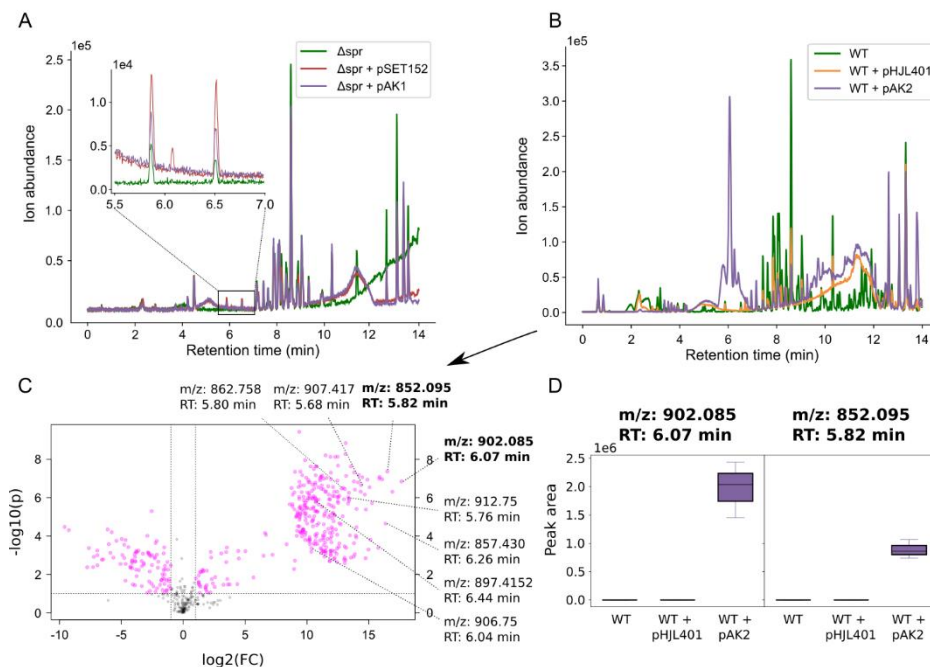 A
1e5
2.5
2.0
1.5
1.0
0.5
0.0
Ion abundance
Δspr
Δspr + pSET152
Δspr + pAK1
1e4
1.0
0.5
0.0
5.5 6.0 6.5 7.0
0 2 4 6 8 10 12 14
Retention time (min)
B
1e5
3.5
3.0
2.5
2.0
1.5
1.0
0.5
0.0
Ion abundance
WT
WT + pHJL401
WT + pAK2
0 2 4 6 8 10 12 14
Retention time (min)
C
m/z: 862.758
RT: 5.80 min
m/z: 907.417
RT: 5.68 min
m/z: 852.095
RT: 5.82 min
m/z: 902.085
RT: 6.07 min
m/z: 912.75
RT: 5.76 min
m/z: 857.430
RT: 6.26 min
m/z: 897.4152
RT: 6.44 min
m/z: 906.75
RT: 6.04 min
-log10(p)
8
6
4
2
0
8
6
4
2
0
-10 -5 0 5 10 15
log2(FC)
D
m/z: 902.085
RT: 6.07 min
m/z: 852.095
RT: 5.82 min
1e6
2.5
2.0
1.5
1.0
0.5
0.0
Peak area
WT
WT +
pHJL401
WT +
pAK2
WT
WT +
pHJL401
WT +
pAK2